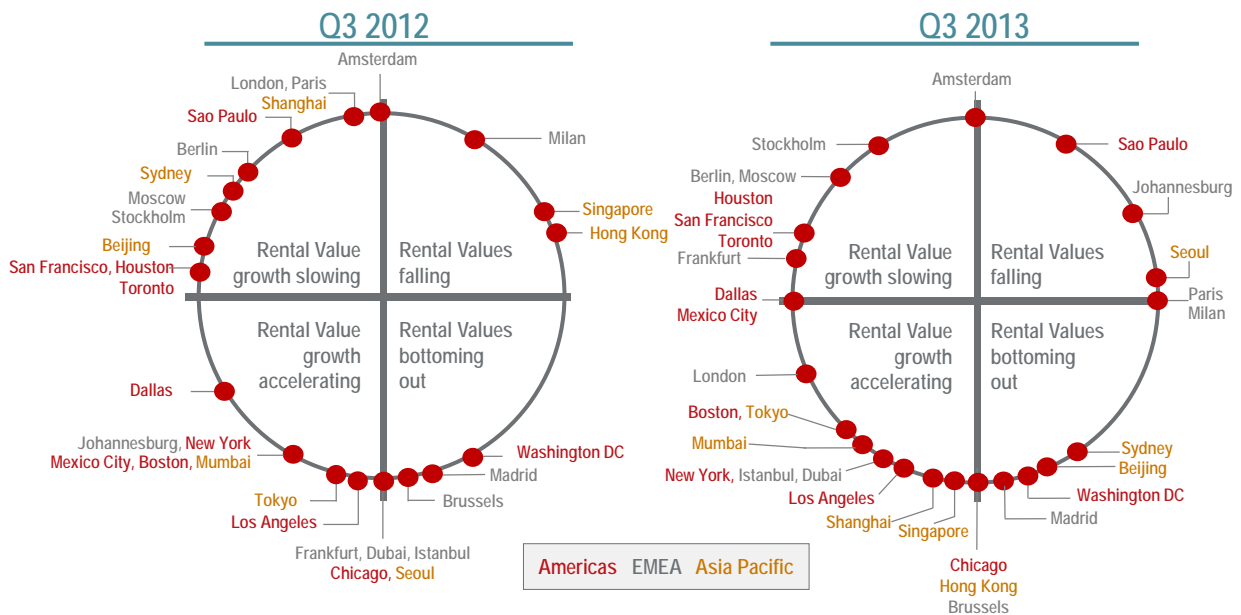 Q3 2012
Amsterdam
London, Paris
Shanghai
Sao Paulo
Milan
Berlin
Sydney
Moscow
Stockholm
Singapore
Beijing
Hong Kong
San Francisco, Houston
Toronto
Rental Value
growth slowing
Rental Values
falling
Rental Value
growth
accelerating
Rental Values
bottoming
out
Dallas
Johannesburg, New York
Mexico City, Boston, Mumbai
Washington DC
Madrid
Tokyo
Brussels
Los Angeles
Frankfurt, Dubai, Istanbul
Chicago, Seoul
Q3 2013
Amsterdam
Stockholm
Sao Paulo
Berlin, Moscow
Johannesburg
Houston
San Francisco
Toronto
Frankfurt
Seoul
Dallas
Mexico City
Paris
Milan
Rental Value
growth slowing
Rental Values
falling
Rental Value
growth
accelerating
Rental Values
bottoming
out
London
Boston, Tokyo
Mumbai
Sydney
Beijing
New York, Istanbul, Dubai
Los Angeles
Washington DC
Shanghai
Singapore
Madrid
Chicago
Hong Kong
Brussels
Americas EMEA Asia Pacific